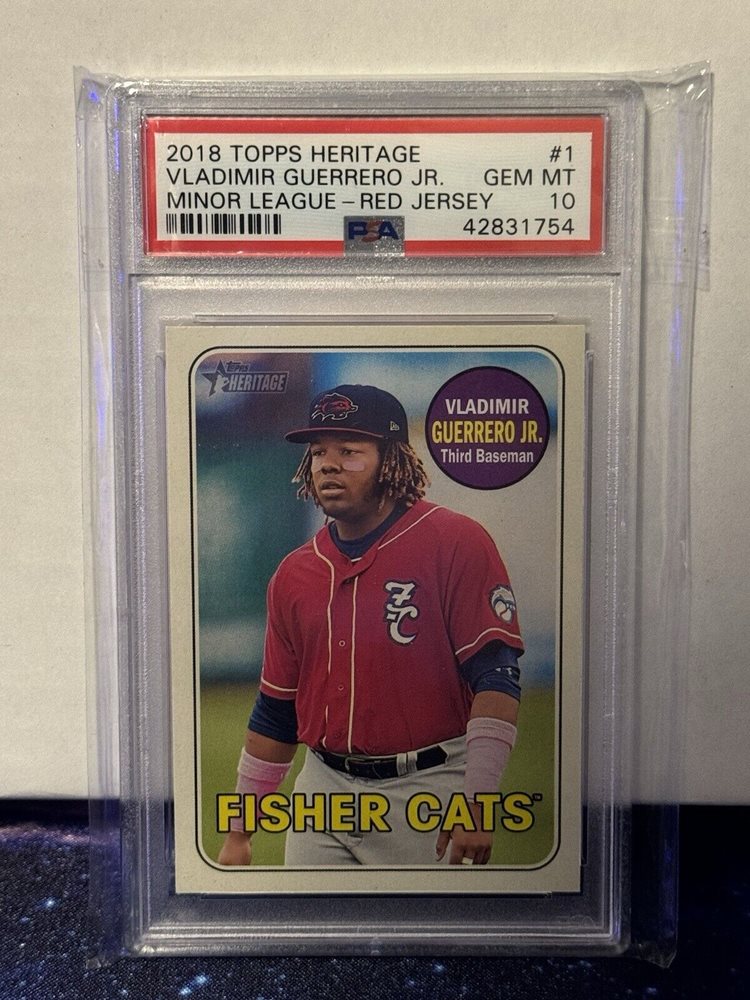 2018 TOPPS HERITAGE #1
VLADIMIR GUERRERO JR. GEM MT
MINOR LEAGUE – RED JERSEY 10
PSA 42831754
Topps
HERITAGE
VLADIMIR
GUERRERO JR.
Third Baseman
FC
FISHER CATS™